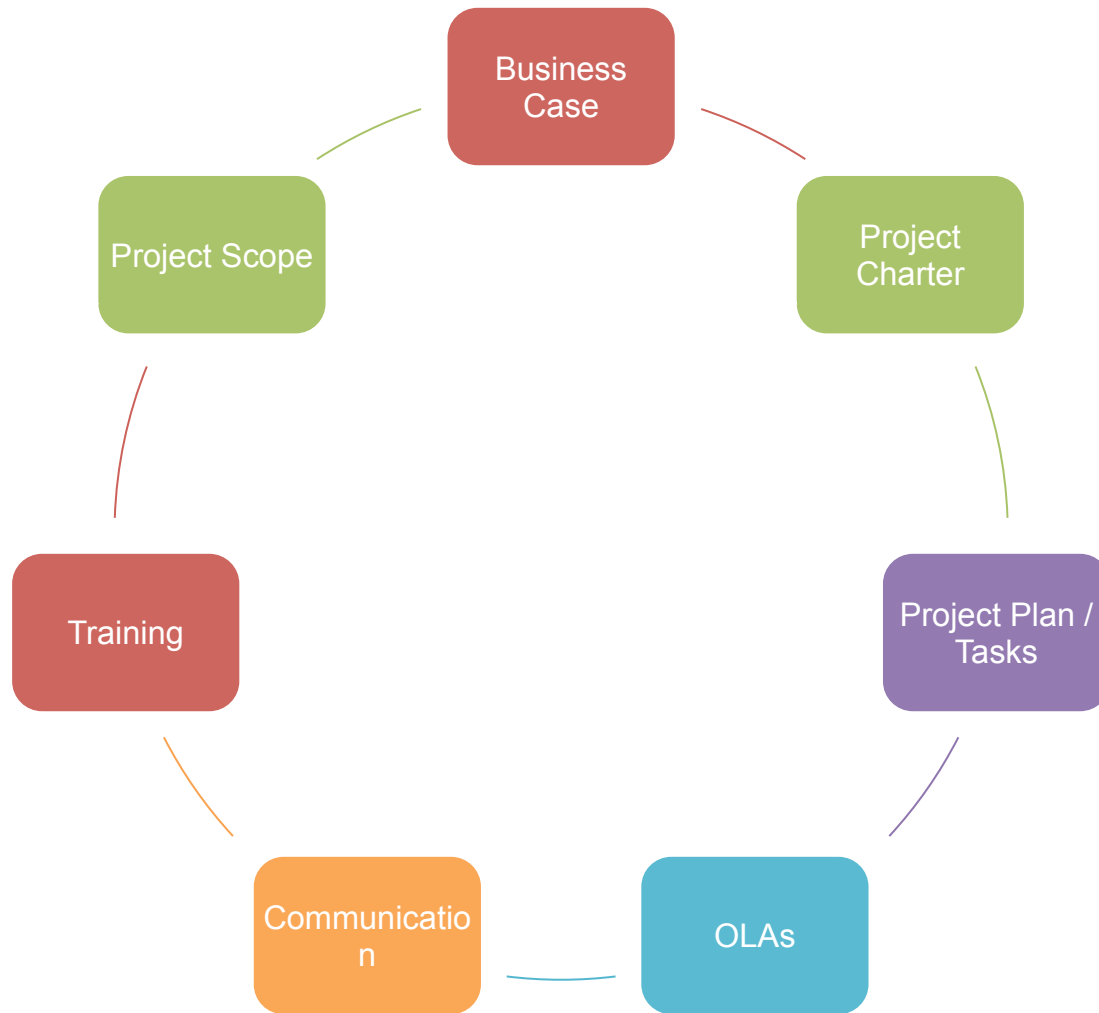 Business
Case
Project
Charter
Project Plan /
Tasks
OLAs
Communicatio
n
Training
Project Scope